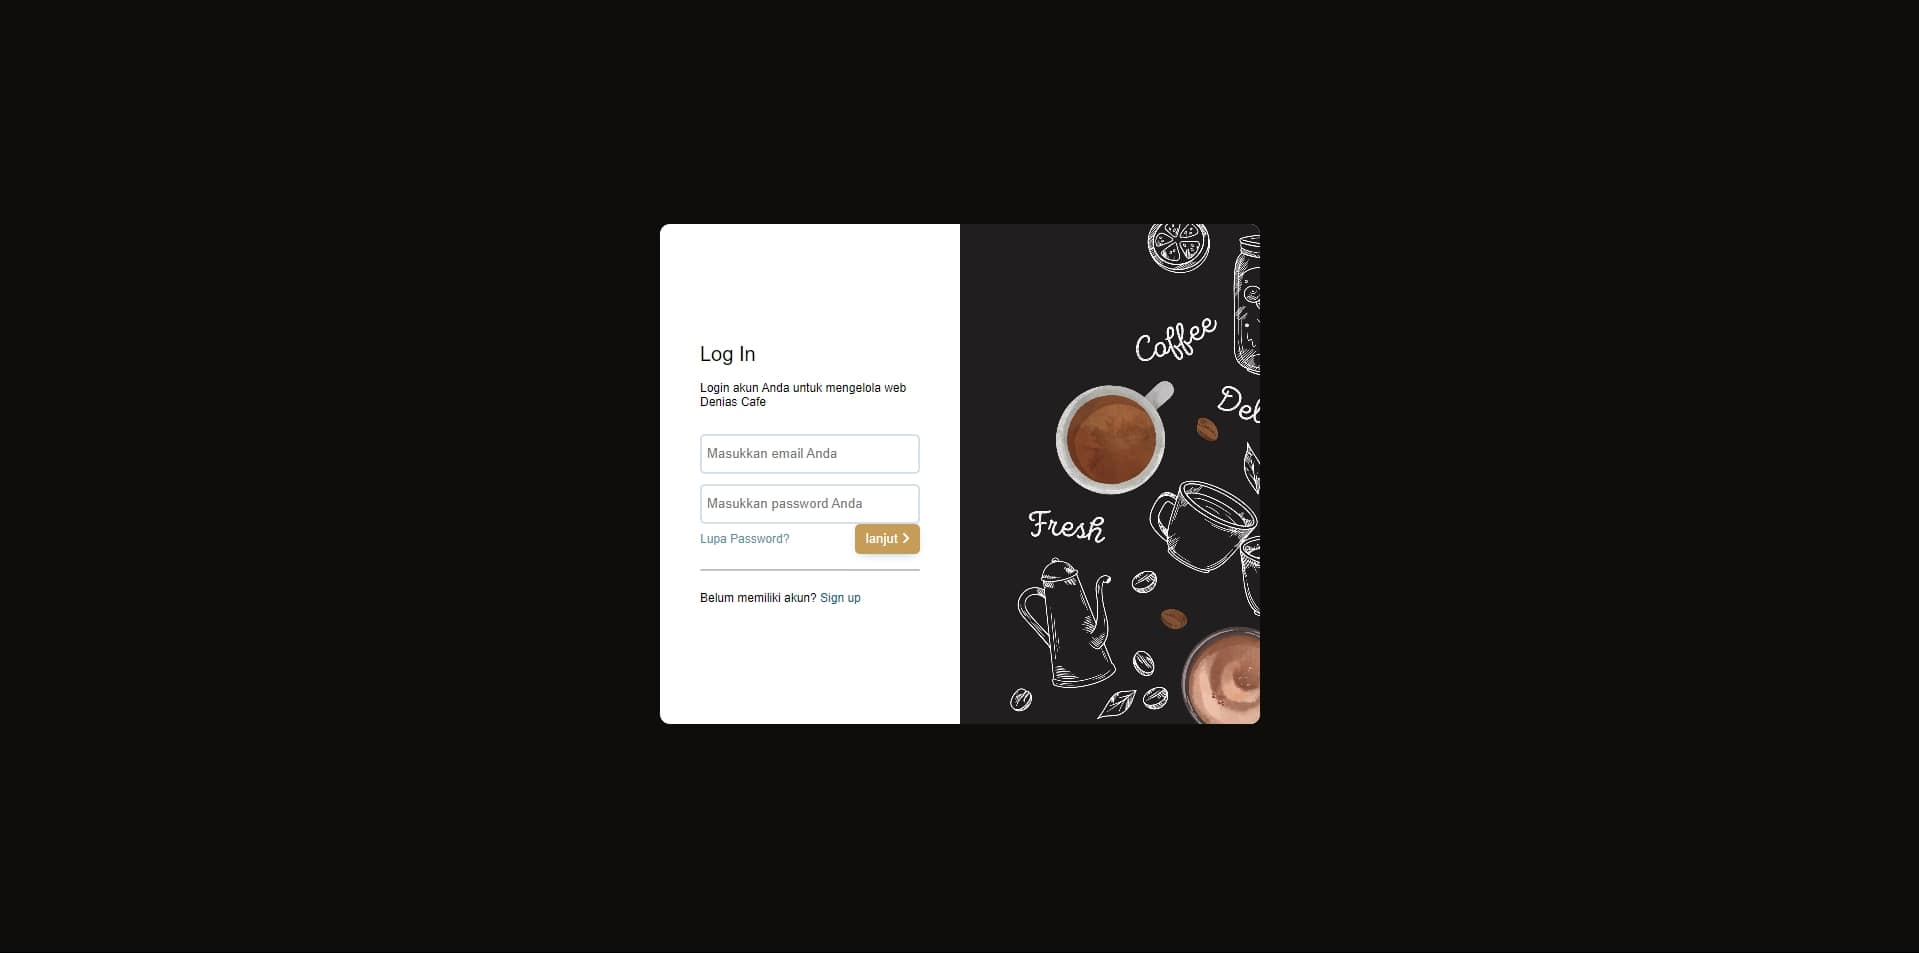 Log In
Login akun Anda untuk mengelola web
Denias Cafe
Masukkan email Anda
Masukkan password Anda
Lupa Password?
lanjut
Belum memiliki akun? Sign up
Coffee
Del
Fresh